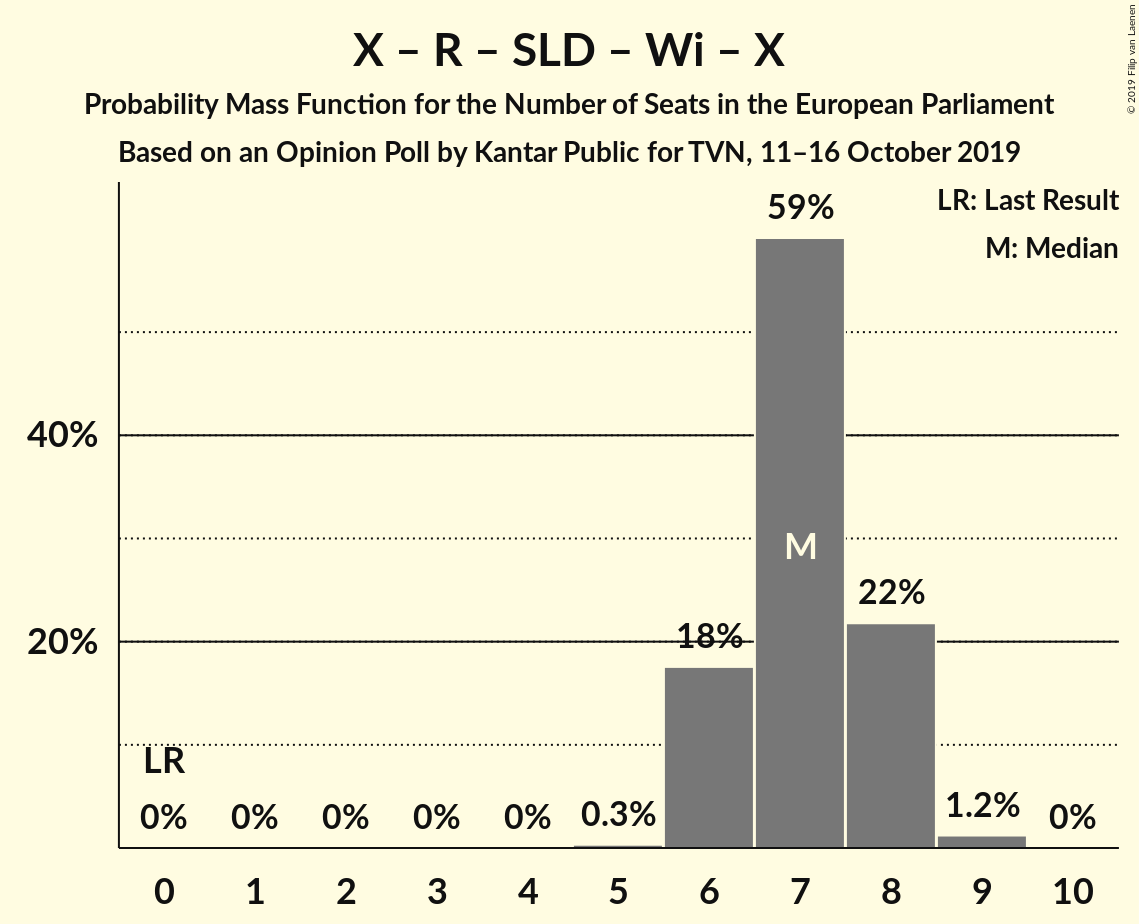 X – R – SLD – Wi – X
Probability Mass Function for the Number of Seats in the European Parliament
Based on an Opinion Poll by Kantar Public for TVN, 11–16 October 2019
© 2019 Filip van Laenen
LR: Last Result
M: Median
59%
40%
M
22%
20%
18%
LR
0%
0%
0%
0%
0%
0.3%
1.2%
0%
0 1 2 3 4 5 6 7 8 9 10